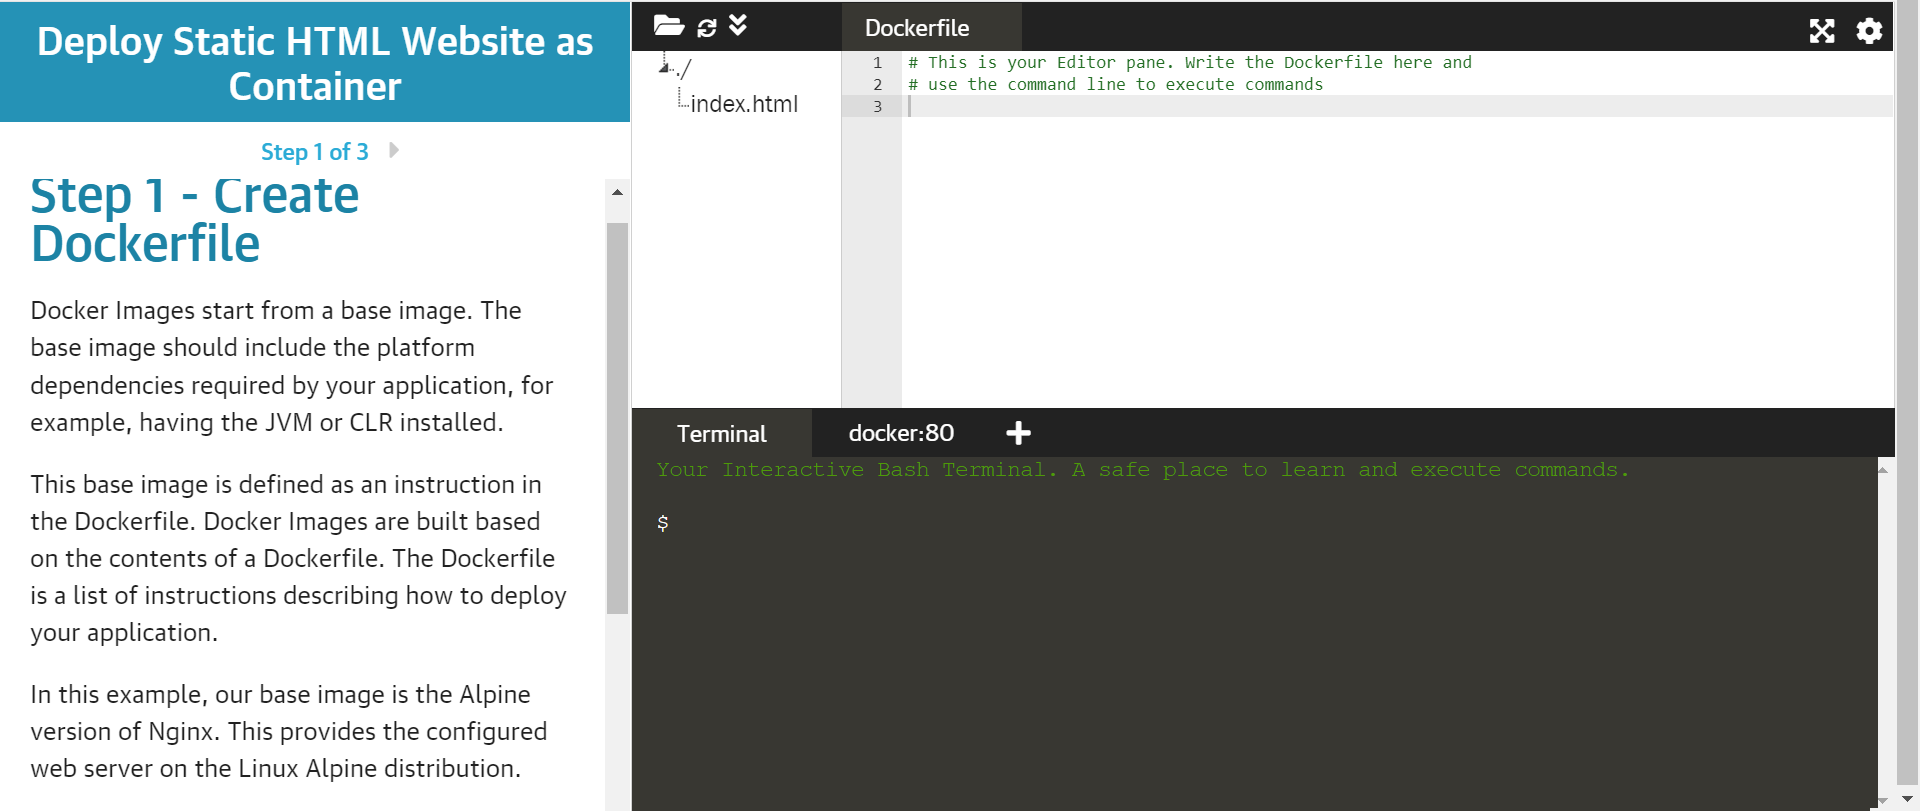 Deploy Static HTML Website as
Container
Step 1 of 3
Step 1 - Create
Dockerfile
Docker Images start from a base image. The
base image should include the platform
dependencies required by your application, for
example, having the JVM or CLR installed.
This base image is defined as an instruction in
the Dockerfile. Docker Images are built based
on the contents of a Dockerfile. The Dockerfile
is a list of instructions describing how to deploy
your application.
In this example, our base image is the Alpine
version of Nginx. This provides the configured
web server on the Linux Alpine distribution.
./
index.html
Dockerfile
1 # This is your Editor pane. Write the Dockerfile here and
2 # use the command line to execute commands
3
Terminal
docker:80
Your Interactive Bash Terminal. A safe place to learn and execute commands.
$